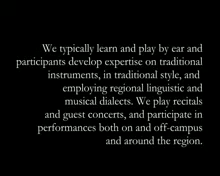 We typically learn and play by ear and
participants develop expertise on traditional
instruments, in traditional style, and
employing regional linguistic and
musical dialects. We play recitals
and guest concerts, and participate in
performances both on and off-campus
and around the region.